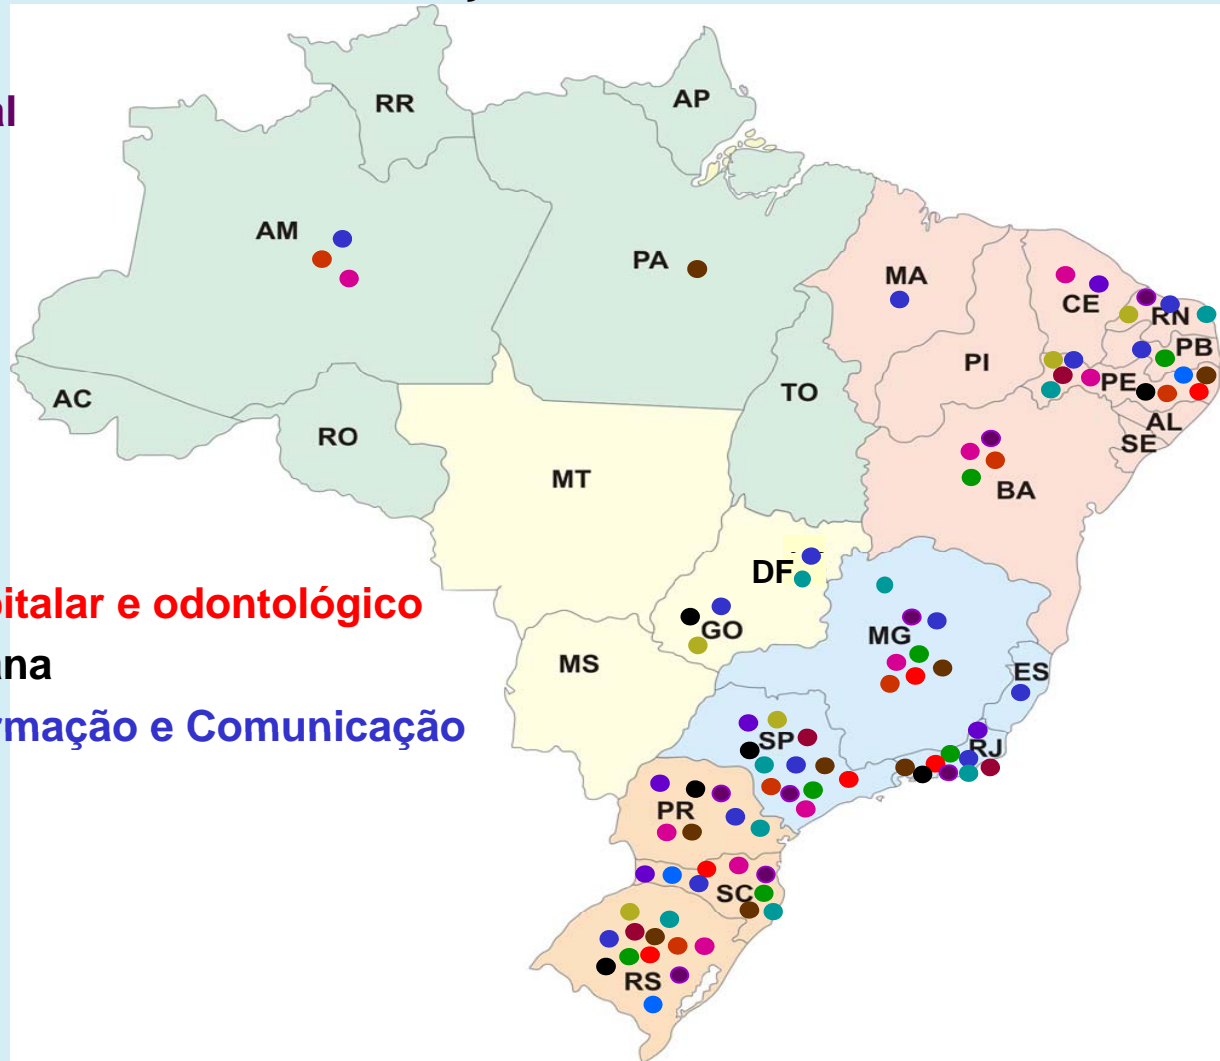 RR
AP
al
AM
PA
MA
CE
RN
PB
PI
PE
AC
TO
AL
RO
SE
MT
BA
DF
pitalar e odontológico
GO
MG
ana
MS
ES
rmação e Comunicação
SP
RJ
PR
SC
RS